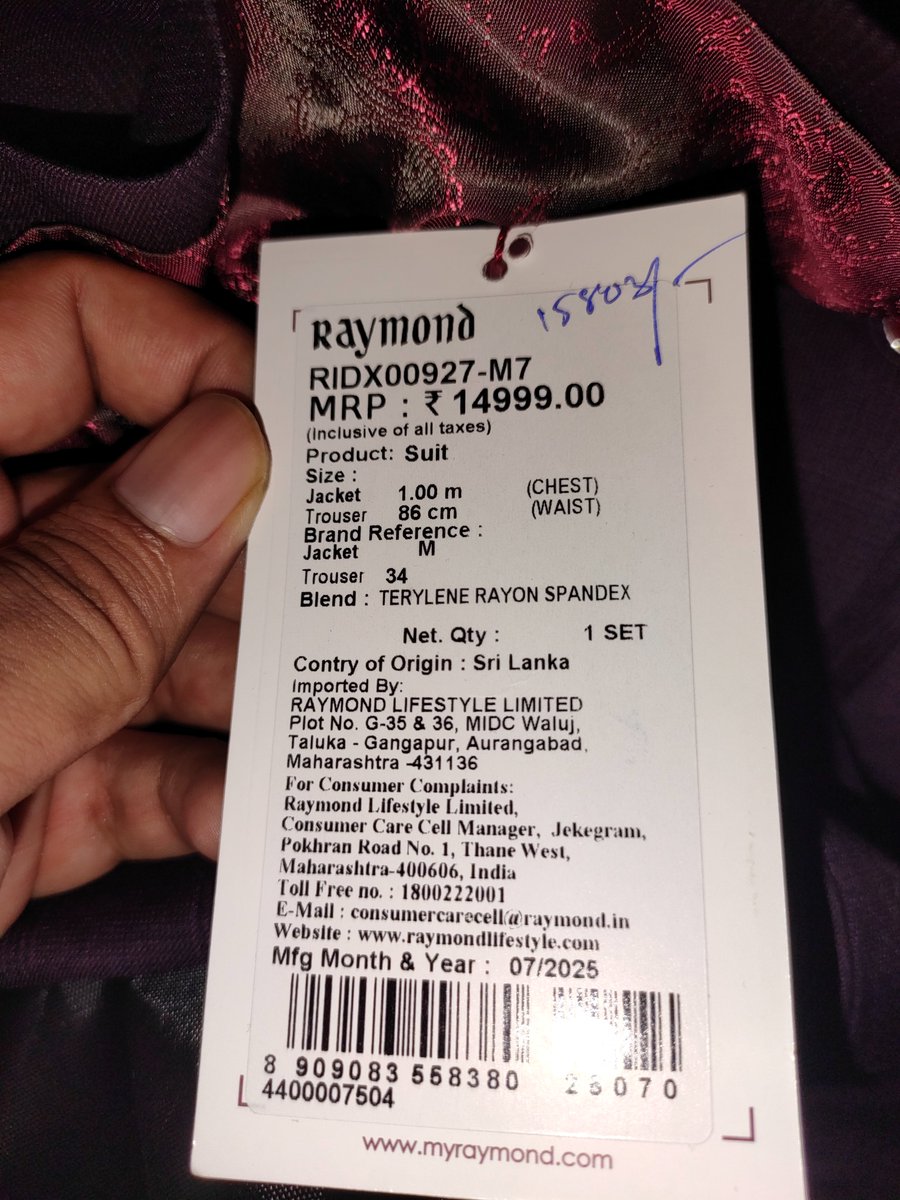 Raymond
RIDX00927-M7
MRP : ₹ 14999.00
(Inclusive of all taxes)
Product: Suit
Size :
Jacket 1.00 m (CHEST)
Trouser 86 cm (WAIST)
Brand Reference :
Jacket M
Trouser 34
Blend : TERYLENE RAYON SPANDEX
Net. Qty : 1 SET
Contry of Origin : Sri Lanka
Imported By:
RAYMOND LIFESTYLE LIMITED
Plot No. G-35 & 36, MIDC Waluj,
Taluka - Gangapur, Aurangabad,
Maharashtra -431136
For Consumer Complaints:
Raymond Lifestyle Limited,
Consumer Care Cell Manager, Jekegram,
Pokhran Road No. 1, Thane West,
Maharashtra-400606, India
Toll Free no. : 1800222001
E-Mail : consumercarecell@raymond.in
Website : www.raymondlifestyle.com
Mfg Month & Year : 07/2025
8 909083 558380
4400007504
www.myraymond.com